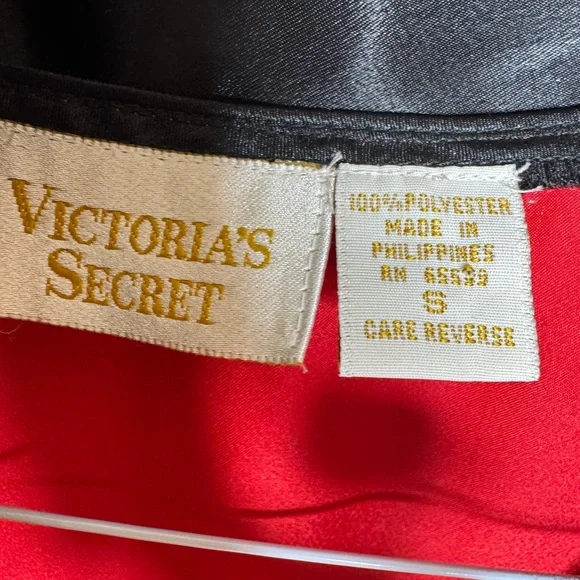 VICTORIA'S
SECRET
100% POLYESTER
MADE IN
PHILIPPINES
RN
S
CARE REVERSE